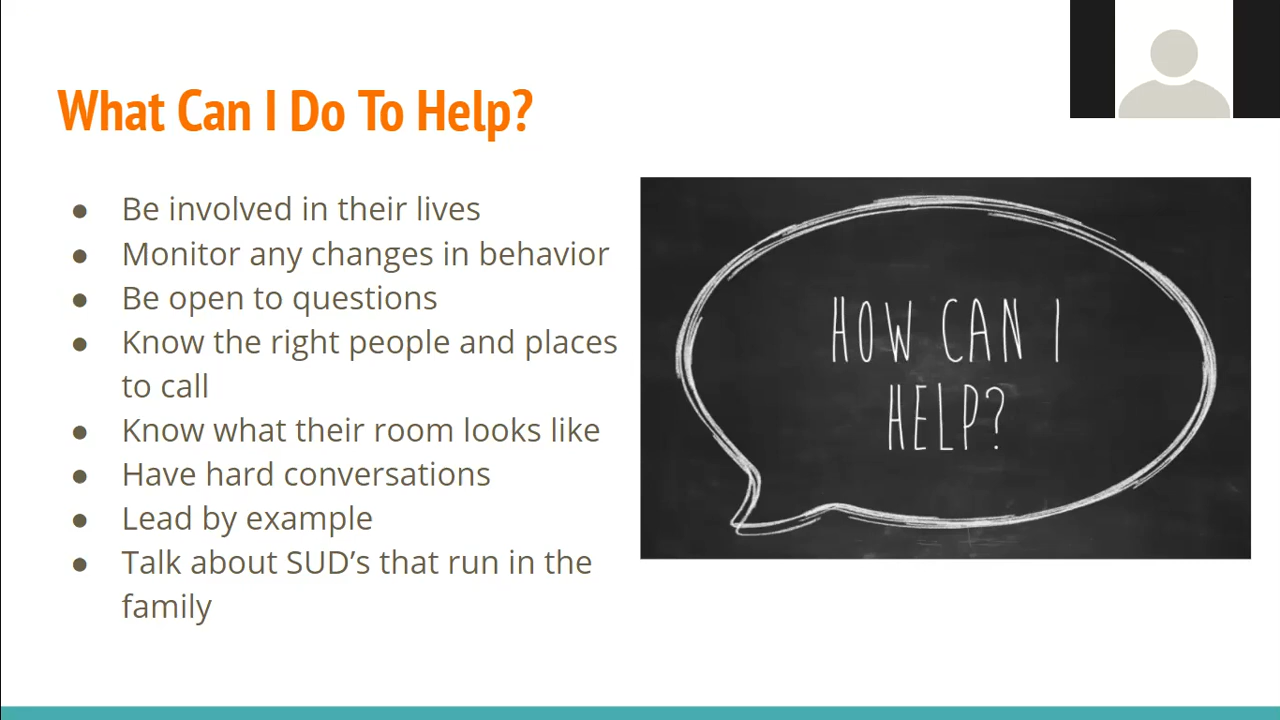 What Can I Do To Help?
● Be involved in their lives
● Monitor any changes in behavior
● Be open to questions
● Know the right people and places
to call
● Know what their room looks like
● Have hard conversations
● Lead by example
● Talk about SUD’s that run in the
family
HOW CAN I
HELP?